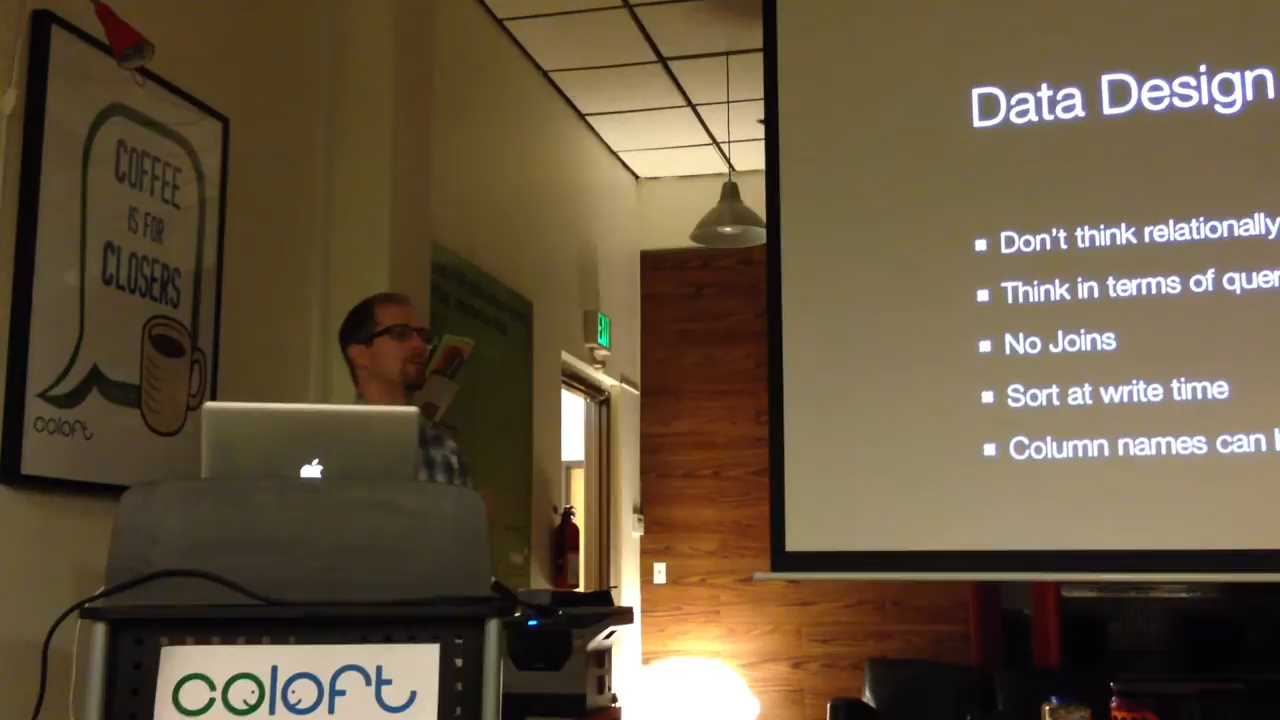 COFFEE
IS FOR
CLOSERS
coloft
EXIT
coloft
Data Design
Don't think relationally
Think in terms of quer
No Joins
Sort at write time
Column names can